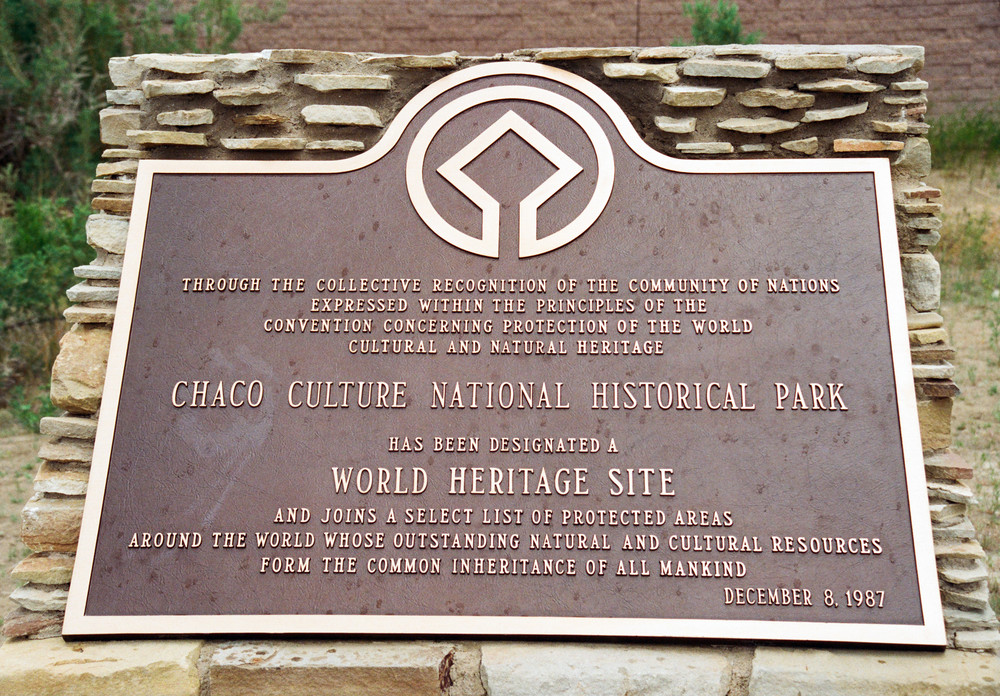 THROUGH THE COLLECTIVE RECOGNITION OF THE COMMUNITY OF NATIONS
EXPRESSED WITHIN THE PRINCIPLES OF THE
CONVENTION CONCERNING PROTECTION OF THE WORLD
CULTURAL AND NATURAL HERITAGE
CHACO CULTURE NATIONAL HISTORICAL PARK
HAS BEEN DESIGNATED A
WORLD HERITAGE SITE
AND JOINS A SELECT LIST OF PROTECTED AREAS
AROUND THE WORLD WHOSE OUTSTANDING NATURAL AND CULTURAL RESOURCES
FORM THE COMMON INHERITANCE OF ALL MANKIND
DECEMBER 8, 1987